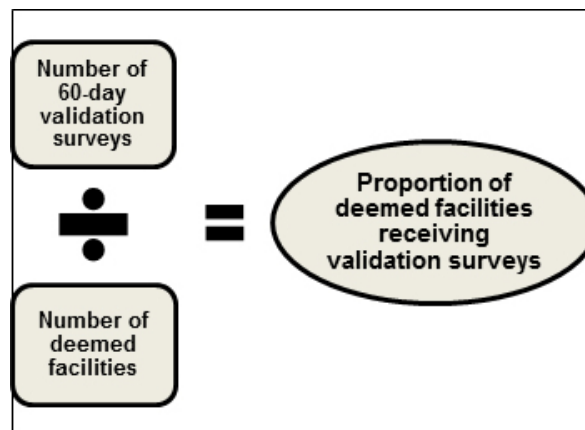 Number of
60-day
validation
surveys
÷
=
Proportion of
deemed facilities
receiving
validation surveys
Number of
deemed
facilities